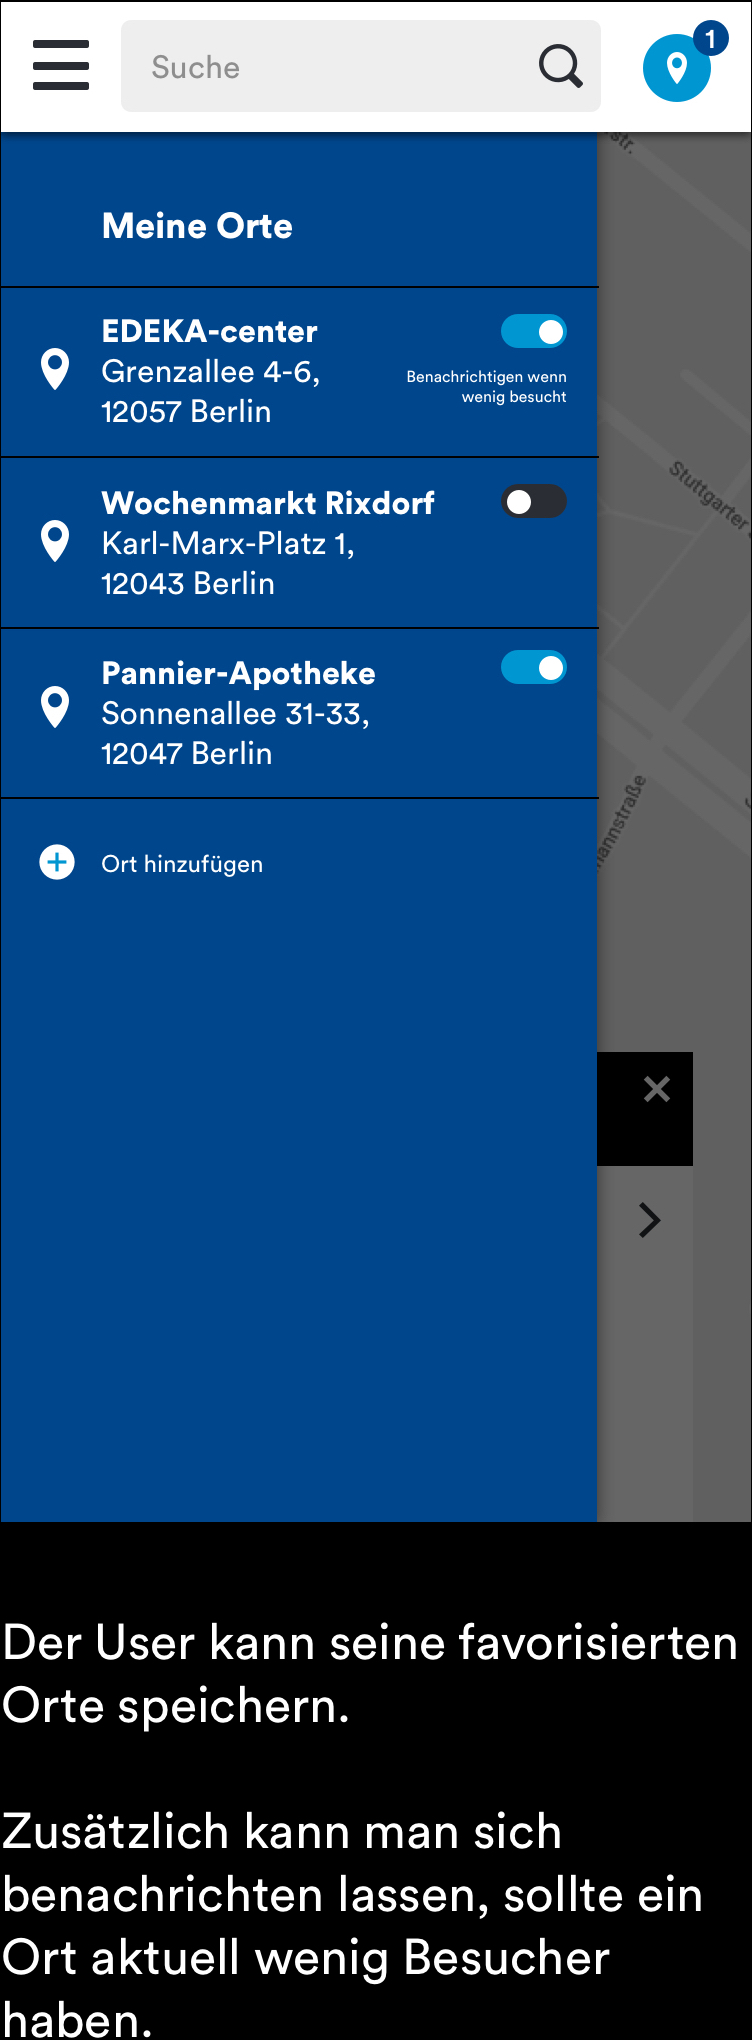 Suche
1
str.
Meine Orte
EDEKA-center
Grenzallee 4-6,
12057 Berlin
Benachrichtigen wenn
wenig besucht
Stuttgarter
Wochenmarkt Rixdorf
Karl-Marx-Platz 1,
12043 Berlin
Pannier-Apotheke
Sonnenallee 31-33,
12047 Berlin
annstraße
Ort hinzufügen
Der User kann seine favorisierten
Orte speichern.
Zusätzlich kann man sich
benachrichten lassen, sollte ein
Ort aktuell wenig Besucher
haben.